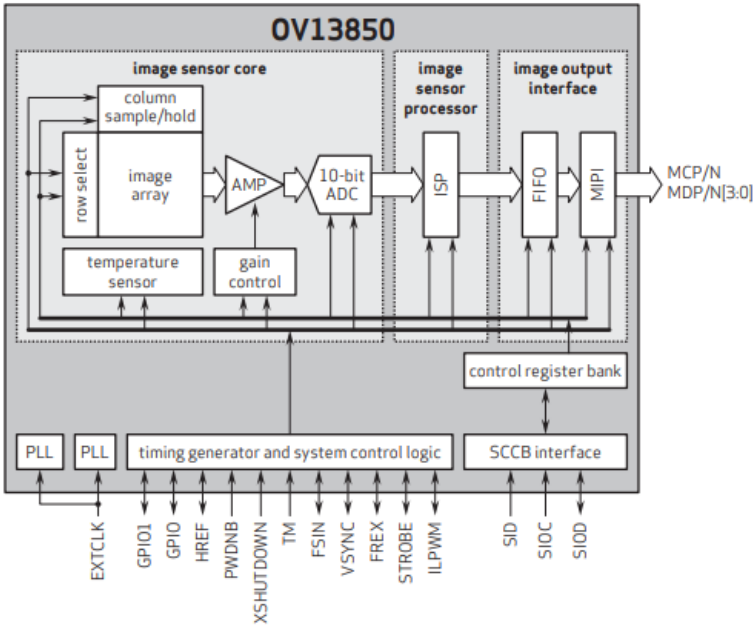 OV13850
image sensor core
image
sensor
processor
image output
interface
column
sample/hold
row select
image
array
AMP
10-bit
ADC
ISP
FIFO
MIPI
MCP/N
MDP/N[3:0]
temperature
sensor
gain
control
control register bank
PLL
PLL
timing generator and system control logic
SCCB interface
EXTCLK
GPIO1
GPIO
HREF
PWDNB
XSHUTDOWN
TM
FSIN
VSYNC
FREX
STROBE
ILPWM
SID
SIOC
SIOD